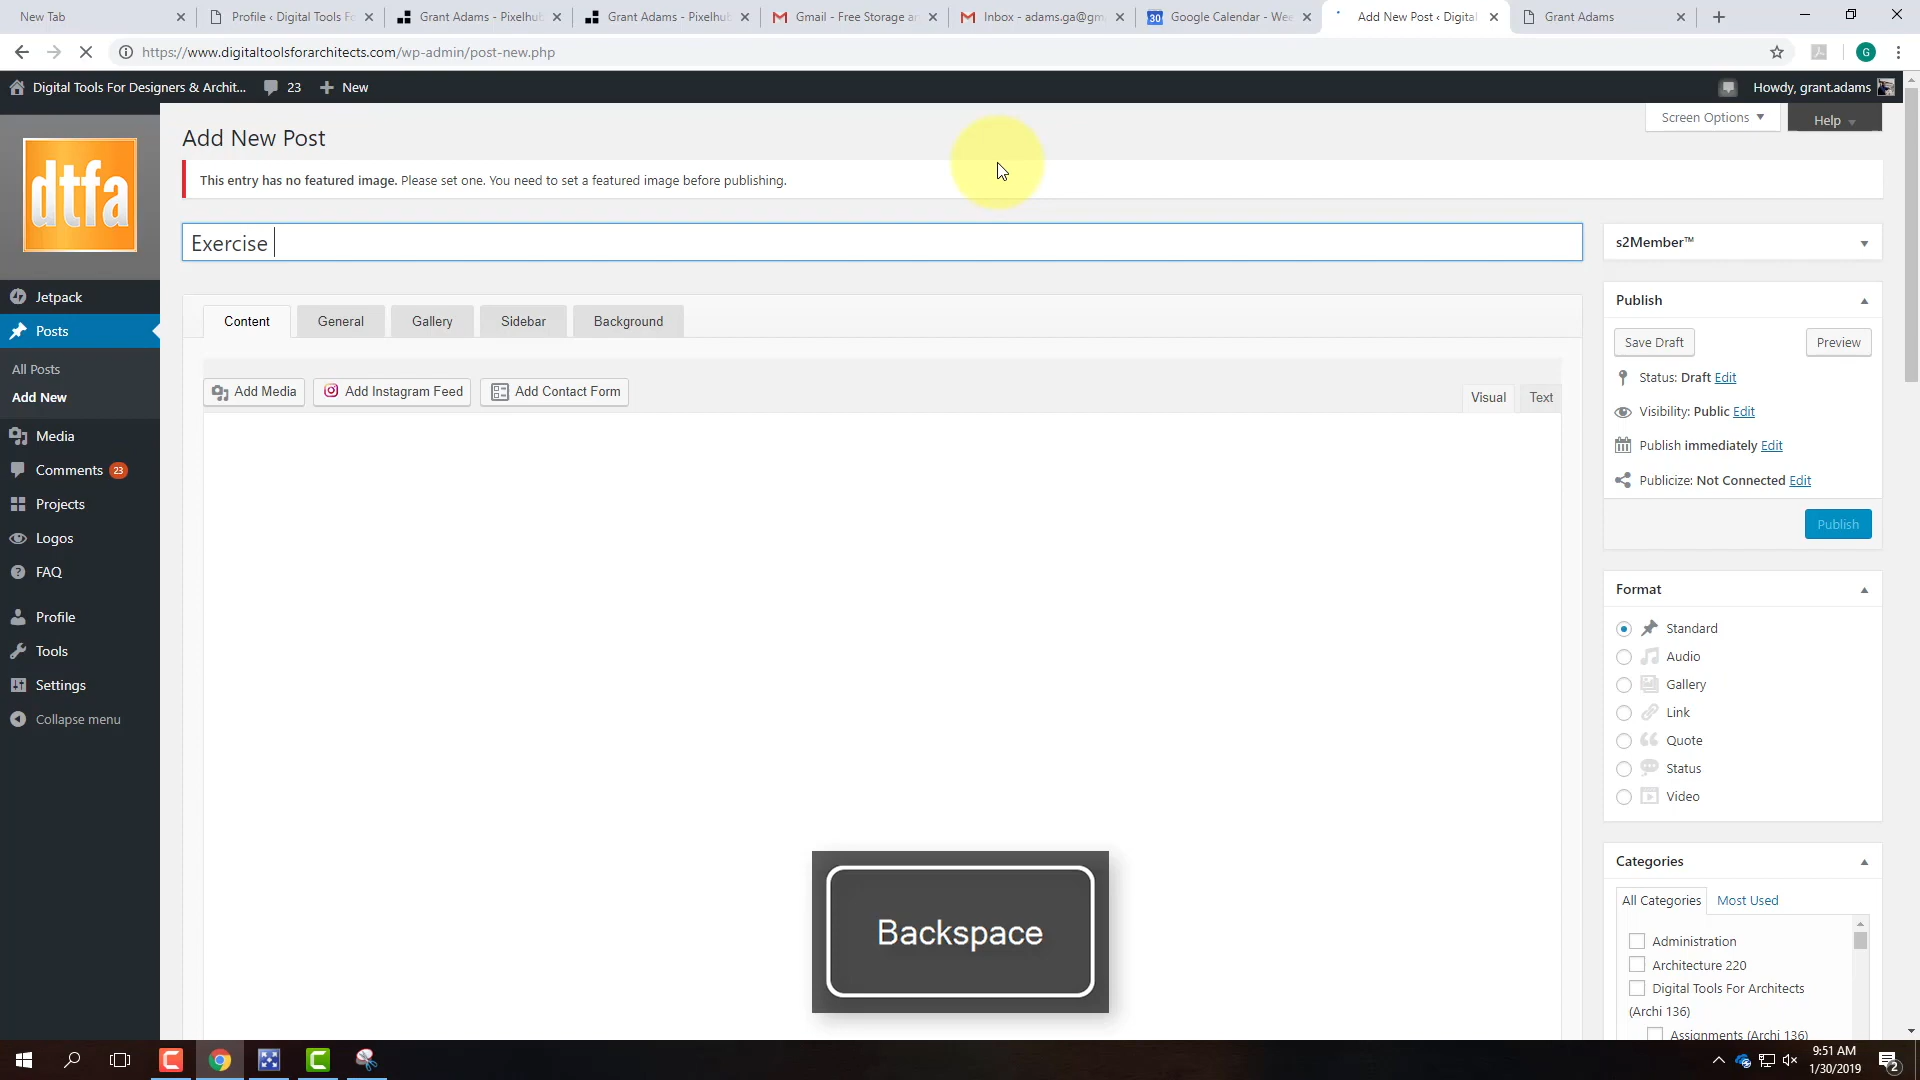 New Tab
Profile ‹ Digital Tools Fo
Grant Adams - Pixelhub
Grant Adams - Pixelhub
Gmail - Free Storage an
Inbox - adams.ga@gm
Google Calendar - Wee
Add New Post ‹ Digital
Grant Adams
https://www.digitaltoolsforarchitects.com/wp-admin/post-new.php
G
Digital Tools For Designers & Archit...
23
New
Howdy, grant.adams
dtfa
Add New Post
Screen Options
Help
This entry has no featured image. Please set one. You need to set a featured image before publishing.
Exercise
Content
General
Gallery
Sidebar
Background
Add Media
Add Instagram Feed
Add Contact Form
Visual
Text
Jetpack
Posts
All Posts
Add New
Media
Comments 23
Projects
Logos
FAQ
Profile
Tools
Settings
Collapse menu
s2Member™
Publish
Save Draft
Preview
Status: Draft Edit
Visibility: Public Edit
Publish immediately Edit
Publicize: Not Connected Edit
Publish
Format
Standard
Audio
Gallery
Link
Quote
Status
Video
Categories
All Categories
Most Used
Administration
Architecture 220
Digital Tools For Architects
(Archi 136)
Assignments (Archi 136)
Backspace
9:51 AM
1/30/2019
2